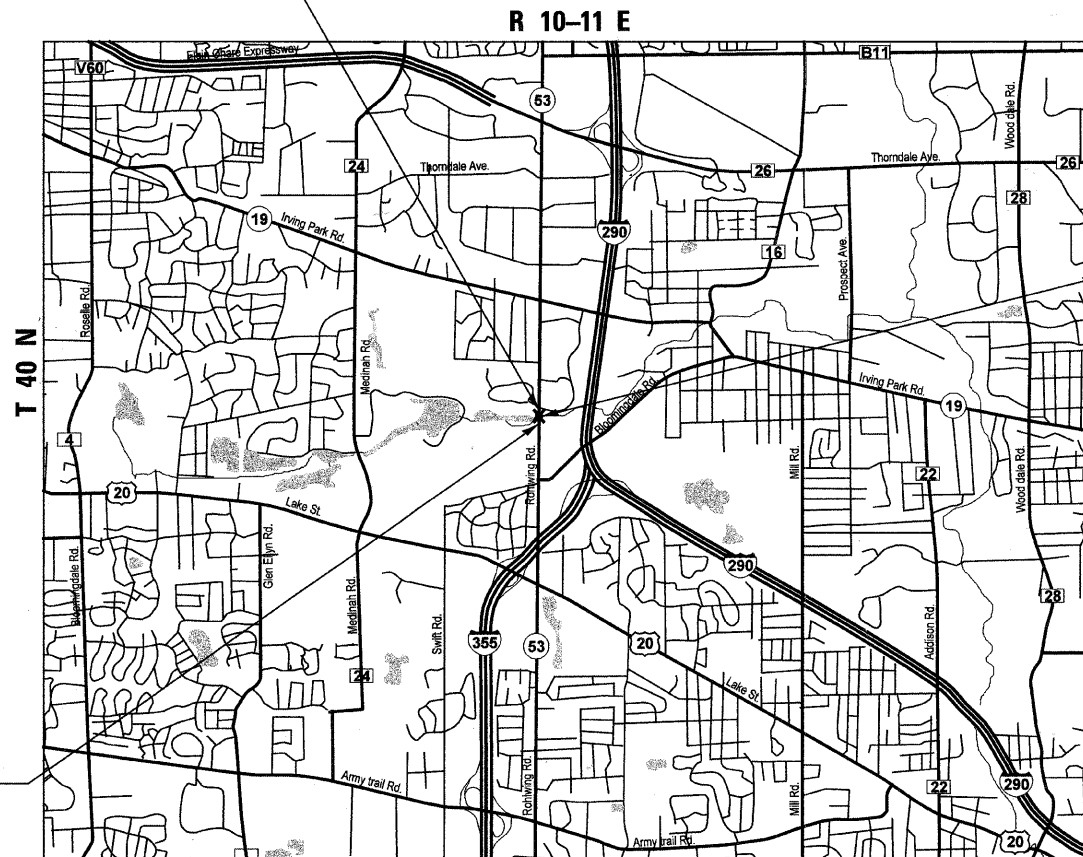 R 10–11 E
T 40 N
Elgin Ohare Expressway
V60
B11
53
Wood dale Rd.
24
Thorndale Ave.
26
Thorndale Ave.
26
28
19
Irving Park Rd.
290
16
Prospect Ave.
Roselle Rd.
Medinah Rd.
Bloomingdale Rd.
Irving Park Rd.
19
4
Rohlwing Rd.
Mill Rd.
22
Wood dale Rd.
20
Lake St.
Glen Ellyn Rd.
Bloomingdale Rd.
290
28
Medinah Rd.
Swift Rd.
355
53
20
Addison Rd.
24
Lake St.
Army trail Rd.
Rohlwing Rd.
Mill Rd.
22
290
Army trail Rd.
20